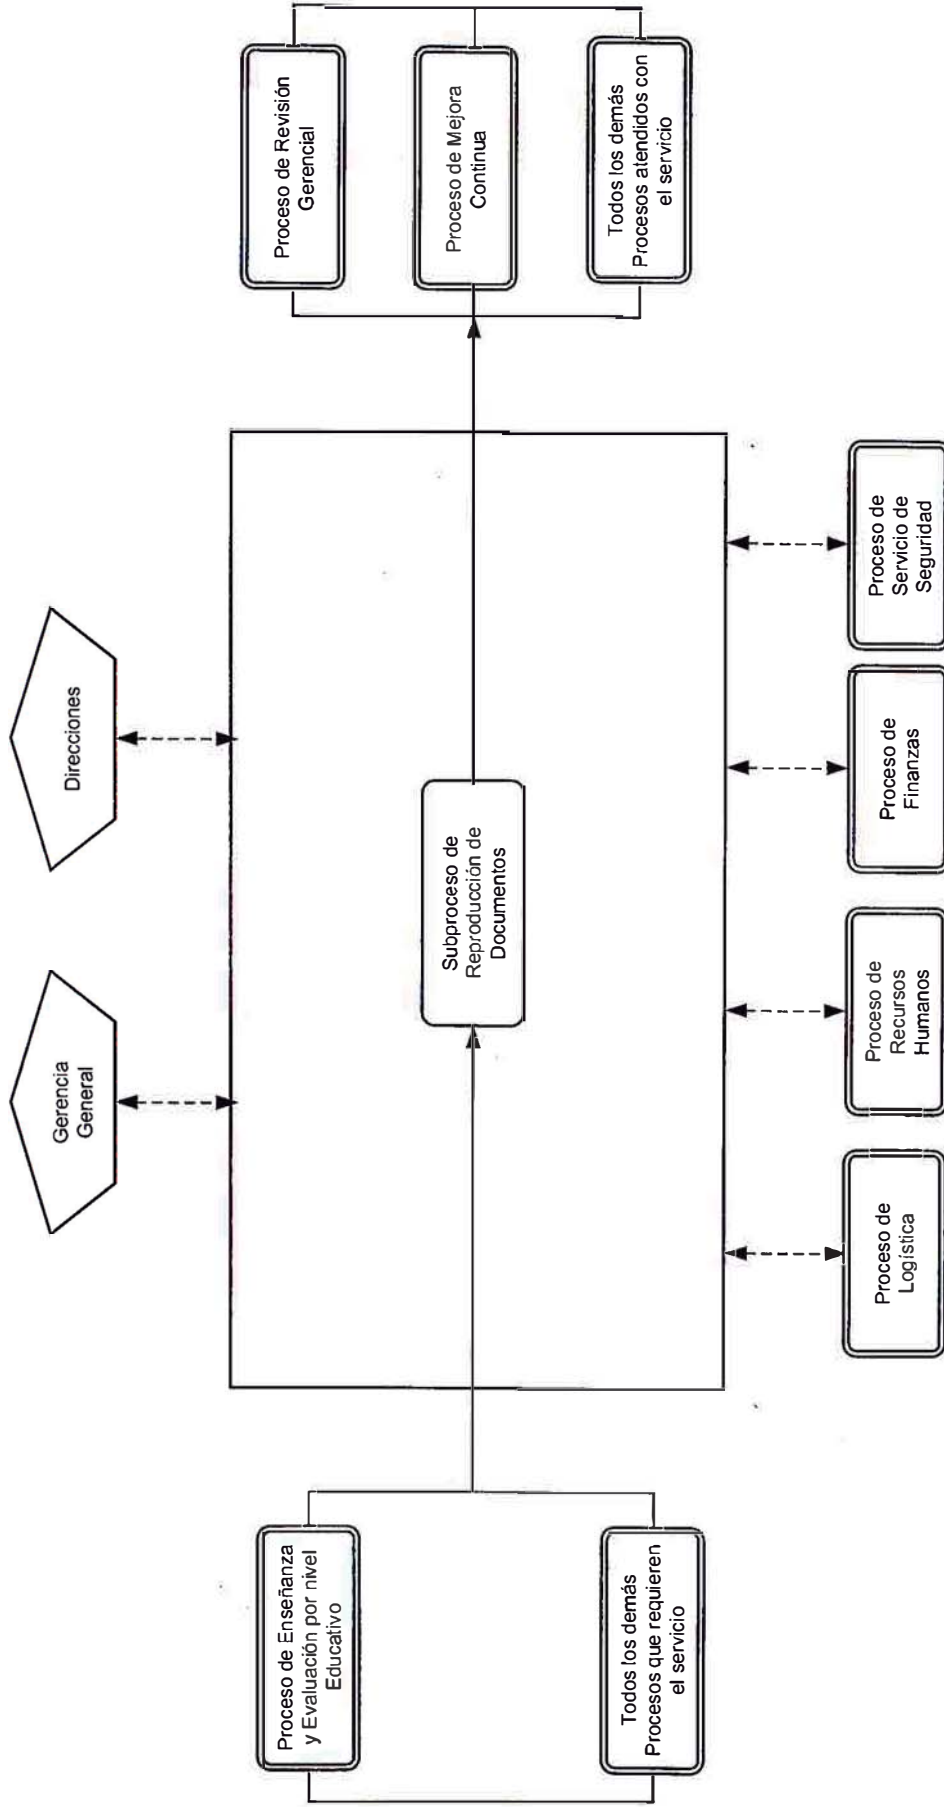 Gerencia
General
Direcciones
Proceso de Enseñanza
y Evaluación por nivel
Educativo
Todos los demás
Procesos que requieren
el servicio
Subproceso de
Reproducción de
Documentos
Proceso de Revisión
Gerencial
Proceso de Mejora
Continua
Todos los demás
Procesos atendidos con
el servicio
Proceso de
Logística
Proceso de
Recursos
Humanos
Proceso de
Finanzas
Proceso de
Servicio de
Seguridad